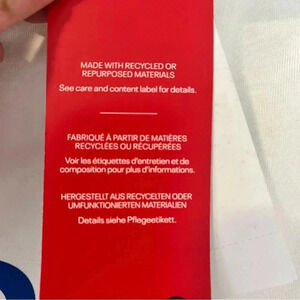 MADE WITH RECYCLED OR
REPURPOSED MATERIALS
See care and content label for details.
FABRIQUÉ À PARTIR DE MATIÈRES
RECYCLÉES OU RÉCUPÉRÉES
Voir les étiquettes d'entretien et de
composition pour plus d'informations.
HERGESTELLT AUS RECYCELTEN ODER
UMFUNKTIONIERTEN MATERIALIEN
Details siehe Pflegeetikett.